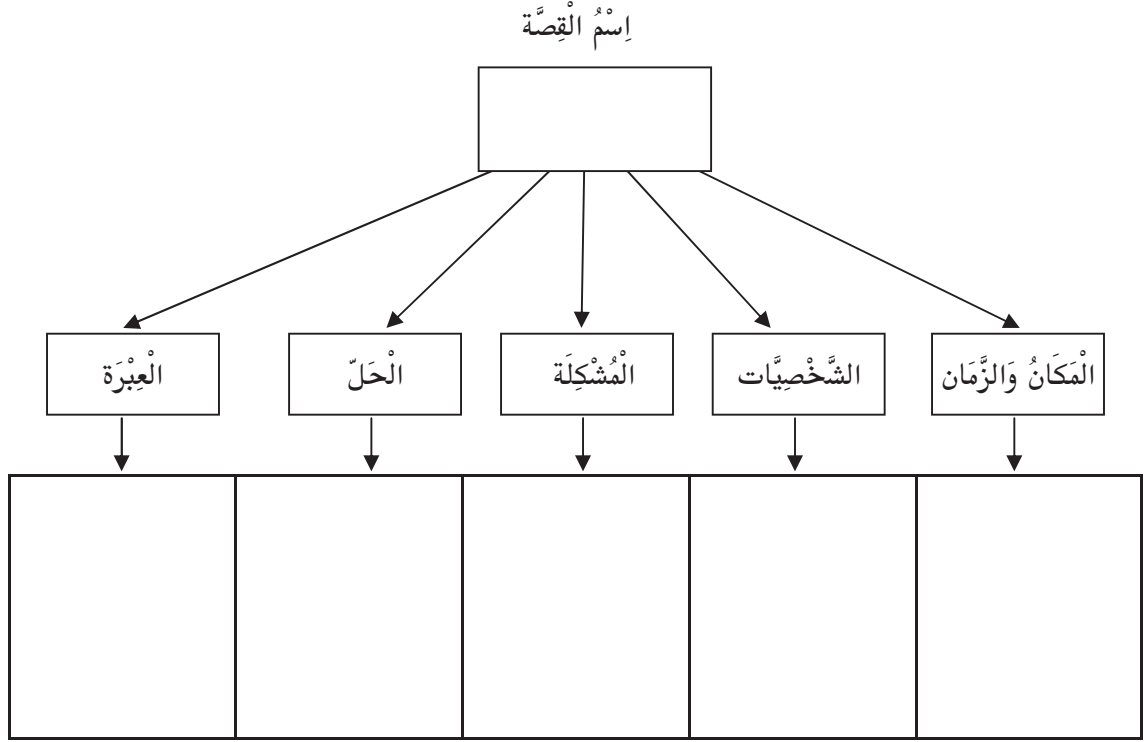 اِسْمُ الْقِصَّة
الْمَكَانُ وَالزَّمَان
الشَّخْصِيَّات
الْمُشْكِلَة
الْحَلّ
الْعِبْرَة